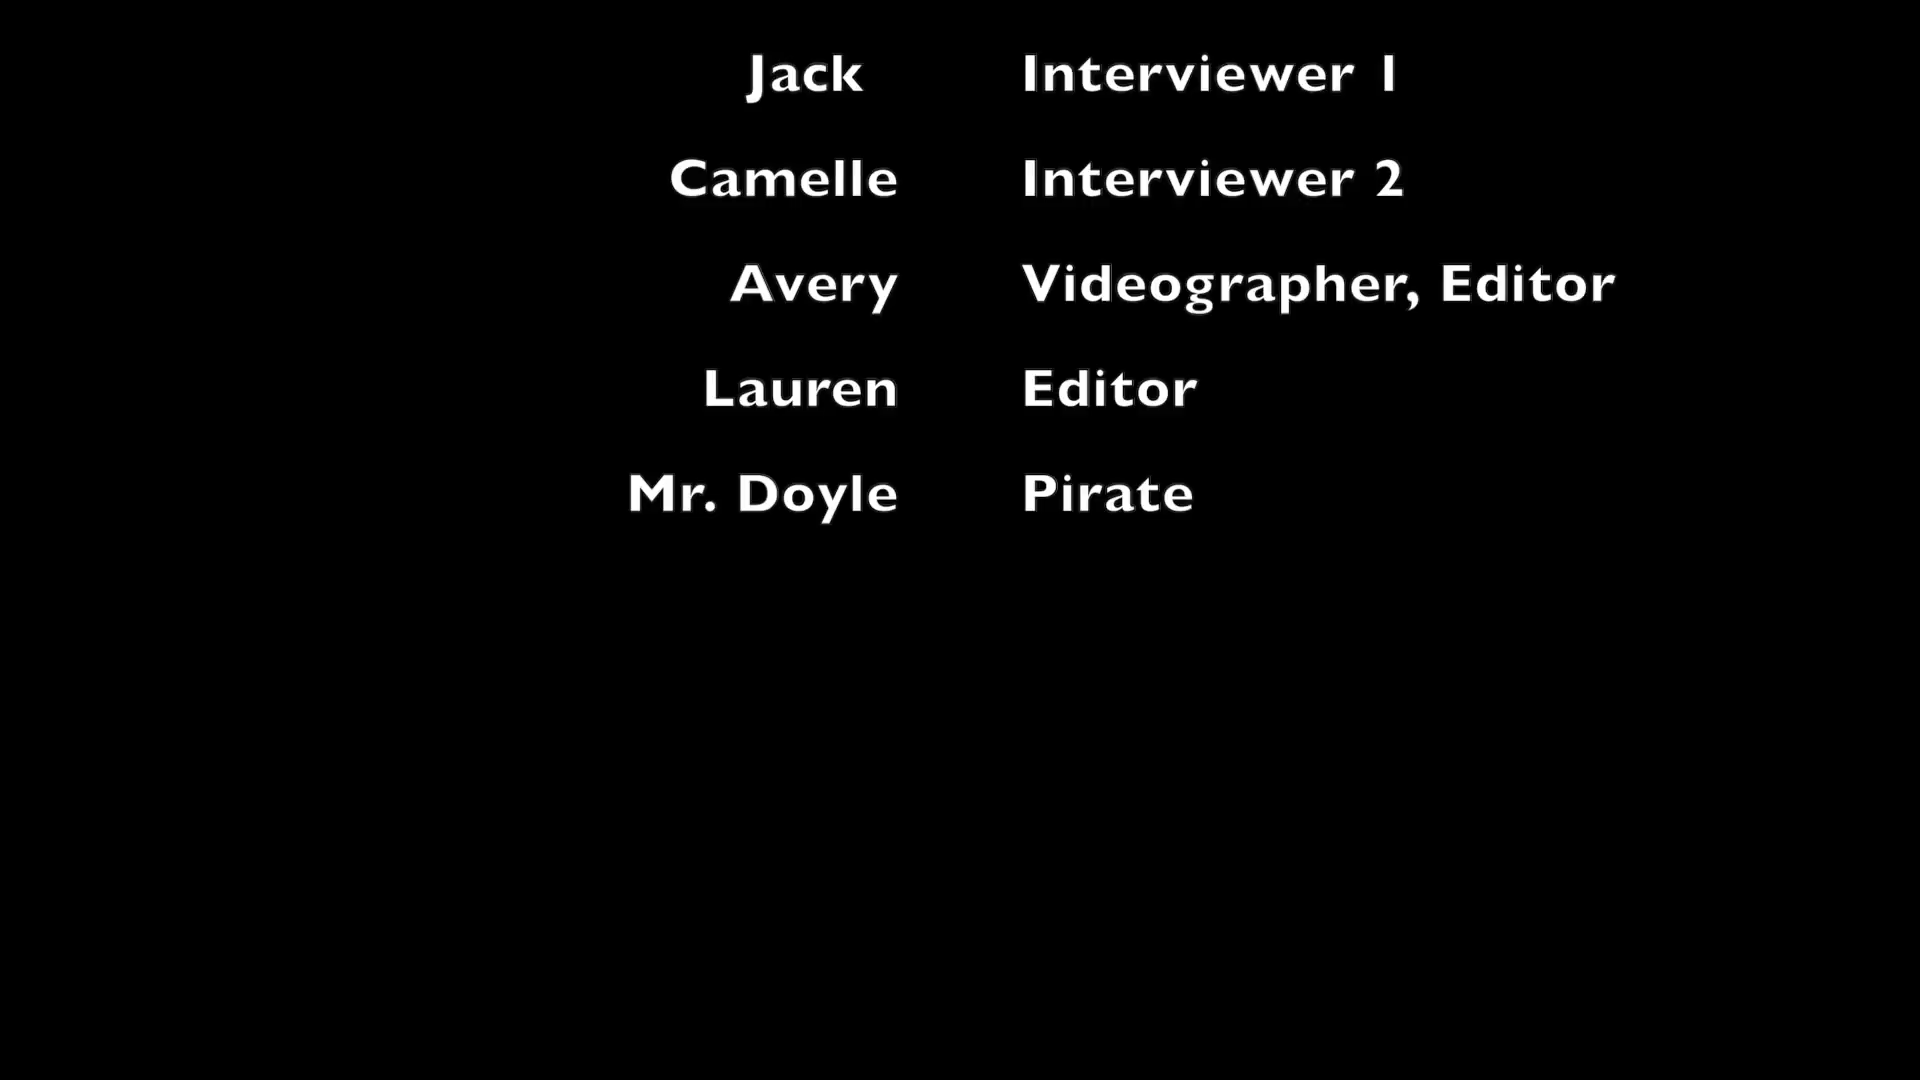 Jack Interviewer 1
Camelle Interviewer 2
Avery Videographer, Editor
Lauren Editor
Mr. Doyle Pirate